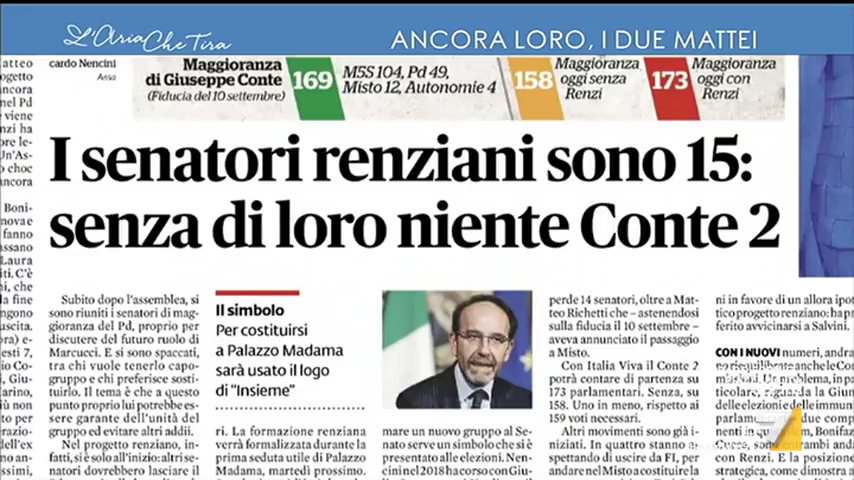 L'Aria Che Tira
ANCORA LORO, I DUE MATTEI
cardo Nencini
Ansa
Maggioranza
di Giuseppe Conte
(Fiducia del 10 settembre)
169
M5S 104, Pd 49,
Misto 12, Autonomie 4
158
Maggioranza
oggi senza
Renzi
173
Maggioranza
oggi con
Renzi
I senatori renziani sono 15:
senza di loro niente Conte 2
Subito dopo l'assemblea, si
sono riuniti i senatori di mag-
gioranza del Pd, proprio per
discutere del futuro ruolo di
Marcucci. E si sono spaccati,
tra chi vuole tenerlo capo-
gruppo e chi preferisce sosti-
tuirlo. Il tema è che a questo
punto proprio lui potrebbe es-
sere garante dell'unità del
gruppo ed evitare altri addii.
Nel progetto renziano, in-
fatti, si è solo all'inizio: altri se-
natori dovrebbero lasciare il
Il simbolo
Per costituirsi
a Palazzo Madama
sarà usato il logo
di "Insieme"
ri. La formazione renziana
verrà formalizzata durante la
prima seduta utile di Palazzo
Madama, martedì prossimo.
mare un nuovo gruppo al Se-
nato serve un simbolo che si è
presentato alle elezioni. Nen-
cini nel 2018 ha corso con Giu-
perde 14 senatori, oltre a Mat-
teo Richetti che – astenendosi
sulla fiducia il 10 settembre –
aveva annunciato il passaggio
a Misto.
Con Italia Viva il Conte 2
potrà contare di partenza su
173 parlamentari. Senza, su
158. Uno in meno, rispetto ai
159 voti necessari.
Altri movimenti sono già i-
niziati. In quattro stanno a-
spettando di uscire da FI, per
andare nel Misto a costituire la
ni in favore di un allora ipo-
tico progetto renziano: ha pr
ferito avvicinarsi a Salvini.
CON I NUOVI numeri, andra